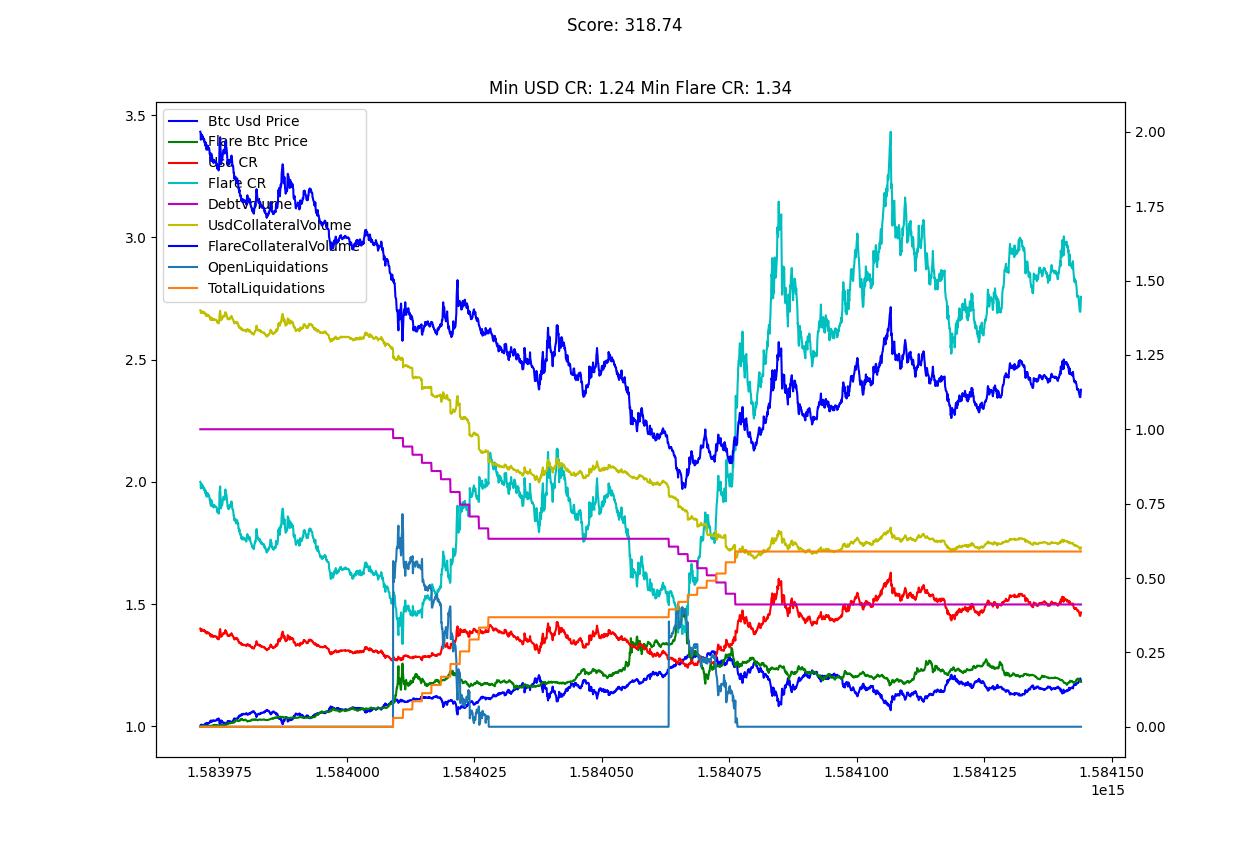 Score: 318.74
Min USD CR: 1.24 Min Flare CR: 1.34
Btc Usd Price
Flare Btc Price
Usd CR
Flare CR
DebtVolume
UsdCollateralVolume
FlareCollateralVolume
OpenLiquidations
TotalLiquidations
3.5
3.0
2.5
2.0
1.5
1.0
2.00
1.75
1.50
1.25
1.00
0.75
0.50
0.25
0.00
1.583975 1.584000 1.584025 1.584050 1.584075 1.584100 1.584125 1.584150
1e15